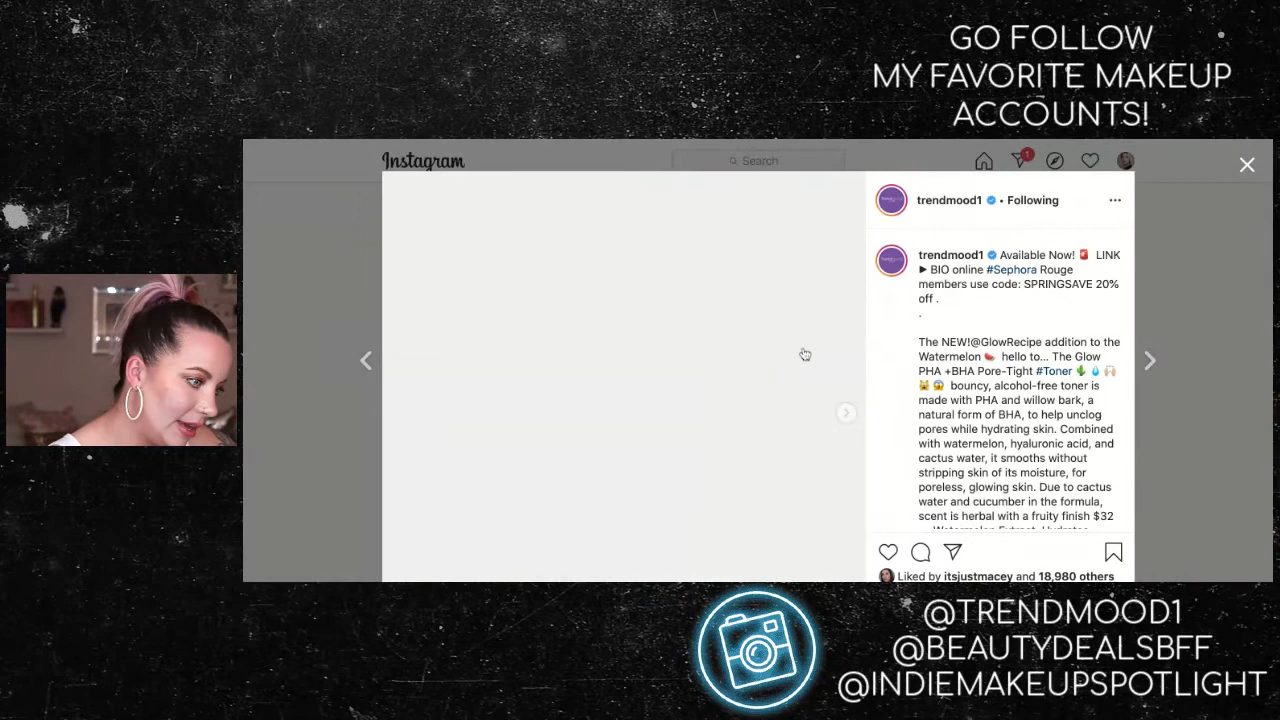 GO FOLLOW
MY FAVORITE MAKEUP
ACCOUNTS!
Instagram
Search
1
trendmood1 • Following
trendmood1 Available Now! 🚨 LINK
▶ BIO online #Sephora Rouge
members use code: SPRINGSAVE 20%
off .
.
The NEW!@GlowRecipe addition to the
Watermelon 🍉 hello to... The Glow
PHA +BHA Pore-Tight #Toner 🌵 💧 🙌🏼
😹 😱 bouncy, alcohol-free toner is
made with PHA and willow bark, a
natural form of BHA, to help unclog
pores while hydrating skin. Combined
with watermelon, hyaluronic acid, and
cactus water, it smooths without
stripping skin of its moisture, for
poreless, glowing skin. Due to cactus
water and cucumber in the formula,
scent is herbal with a fruity finish $32
Liked by itsjustmacey and 18,980 others
@TRENDMOOD1
@BEAUTYDEALSBFF
@INDIEMAKEUPSPOTLIGHT